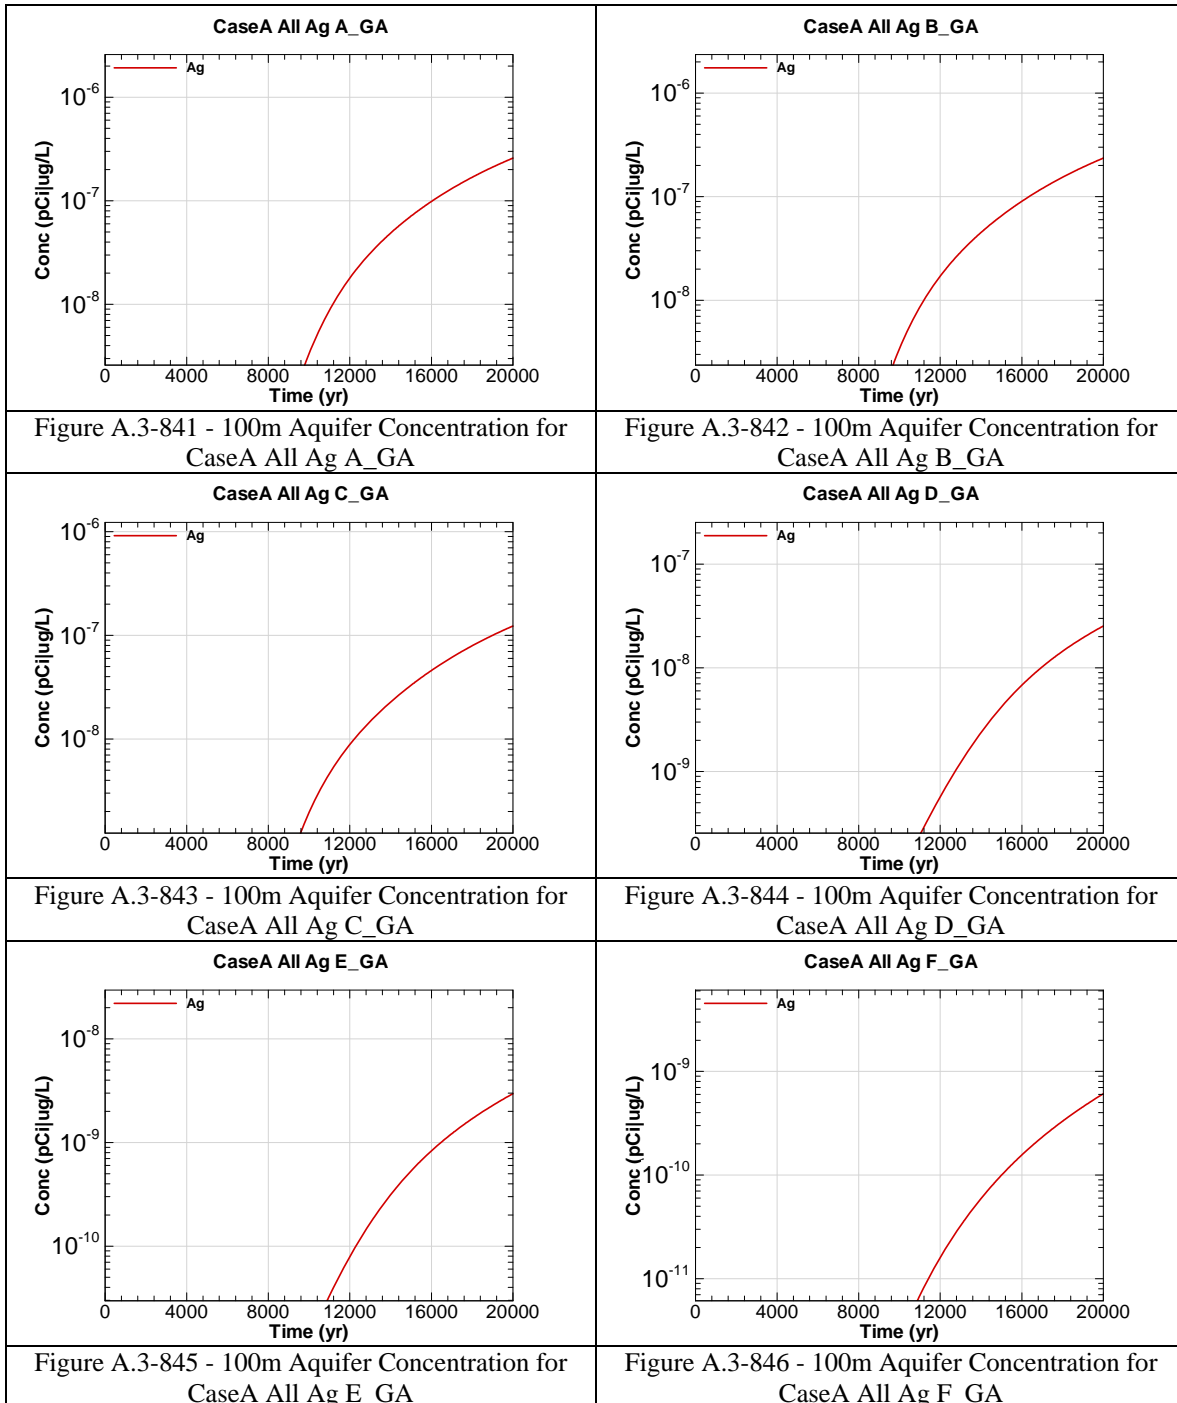 CaseA All Ag A_GA
Ag
10-6
10-7
10-8
Conc (pCi|ug/L)
0 4000 8000 12000 16000 20000
Time (yr)
Figure A.3-841 - 100m Aquifer Concentration for
CaseA All Ag A_GA
CaseA All Ag B_GA
Ag
10-6
10-7
10-8
Conc (pCi|ug/L)
0 4000 8000 12000 16000 20000
Time (yr)
Figure A.3-842 - 100m Aquifer Concentration for
CaseA All Ag B_GA
CaseA All Ag C_GA
Ag
10-6
10-7
10-8
Conc (pCi|ug/L)
0 4000 8000 12000 16000 20000
Time (yr)
Figure A.3-843 - 100m Aquifer Concentration for
CaseA All Ag C_GA
CaseA All Ag D_GA
Ag
10-7
10-8
10-9
Conc (pCi|ug/L)
0 4000 8000 12000 16000 20000
Time (yr)
Figure A.3-844 - 100m Aquifer Concentration for
CaseA All Ag D_GA
CaseA All Ag E_GA
Ag
10-8
10-9
10-10
Conc (pCi|ug/L)
0 4000 8000 12000 16000 20000
Time (yr)
Figure A.3-845 - 100m Aquifer Concentration for
CaseA All Ag E_GA
CaseA All Ag F_GA
Ag
10-9
10-10
10-11
Conc (pCi|ug/L)
0 4000 8000 12000 16000 20000
Time (yr)
Figure A.3-846 - 100m Aquifer Concentration for
CaseA All Ag F_GA